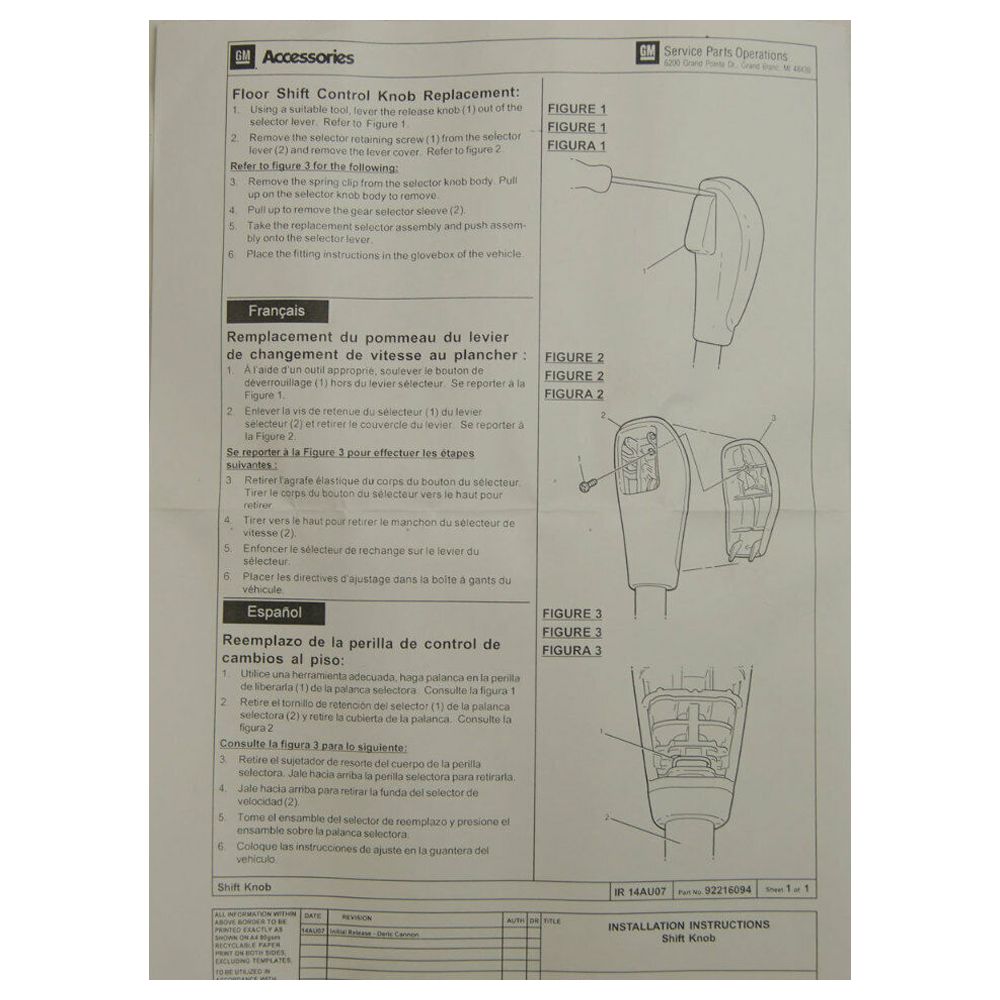 GM Accessories
GM Service Parts Operations
6200 Grand Pointe Dr., Grand Blanc, MI 48439
Floor Shift Control Knob Replacement:
1. Using a suitable tool, lever the release knob (1) out of the
selector lever. Refer to Figure 1.
2. Remove the selector retaining screw (1) from the selector
lever (2) and remove the lever cover. Refer to figure 2
Refer to figure 3 for the following:
3. Remove the spring clip from the selector knob body. Pull
up on the selector knob body to remove.
4. Pull up to remove the gear selector sleeve (2).
5. Take the replacement selector assembly and push assem-
bly onto the selector lever.
6 Place the fitting instructions in the glovebox of the vehicle.
Français
Remplacement du pommeau du levier
de changement de vitesse au plancher :
1. À l'aide d'un outil approprié, soulever le bouton de
déverrouillage (1) hors du levier sélecteur. Se reporter à la
Figure 1.
2. Enlever la vis de retenue du sélecteur (1) du levier
sélecteur (2) et retirer le couvercle du levier. Se reporter à
la Figure 2.
Se reporter à la Figure 3 pour effectuer les étapes
suivantes :
3. Retirer l'agrafe élastique du corps du bouton du sélecteur.
Tirer le corps du bouton du sélecteur vers le haut pour
retirer.
4. Tirer vers le haut pour retirer le manchon du sélecteur de
vitesse (2).
5. Enfoncer le sélecteur de rechange sur le levier du
sélecteur.
6. Placer les directives d'ajustage dans la boîte à gants du
véhicule.
Español
Reemplazo de la perilla de control de
cambios al piso:
1. Utilice una herramienta adecuada, haga palanca en la perilla
de liberarla (1) de la palanca selectora. Consulte la figura 1
2. Retire el tornillo de retención del selector (1) de la palanca
selectora (2) y retire la cubierta de la palanca. Consulte la
figura 2
Consulte la figura 3 para lo siguiente:
3. Retire el sujetador de resorte del cuerpo de la perilla
selectora. Jale hacia arriba la perilla selectora para retirarla.
4. Jale hacia arriba para retirar la funda del selector de
velocidad (2).
5. Tome el ensamble del selector de reemplazo y presione el
ensamble sobre la palanca selectora.
6. Coloque las instrucciones de ajuste en la guantera del
vehículo.
FIGURE 1
FIGURE 1
FIGURA 1
1
FIGURE 2
FIGURE 2
FIGURA 2
2
3
1
FIGURE 3
FIGURE 3
FIGURA 3
1
2
Shift Knob
IR 14AU07 Part No. 92216094 Sheet 1 of 1
ALL INFORMATION WITHIN
ABOVE BORDER TO BE
PRINTED EXACTLY AS
SHOWN ON A4 80gsm
RECYCLABLE PAPER
PRINT ON BOTH SIDES,
EXCLUDING TEMPLATES.
TO BE UTILIZED IN
ACCORDANCE WITH
DATE REVISION AUTH DR TITLE
14AU07 Initial Release - Deric Cannon
INSTALLATION INSTRUCTIONS
Shift Knob